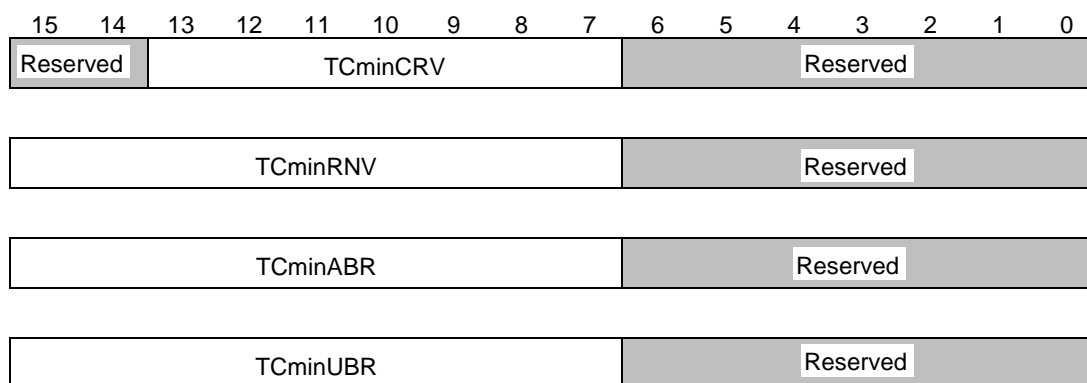 15 14 13 12 11 10 9 8 7 6 5 4 3 2 1 0
Reserved TCminCRV Reserved
TCminRNV Reserved
TCminABR Reserved
TCminUBR Reserved